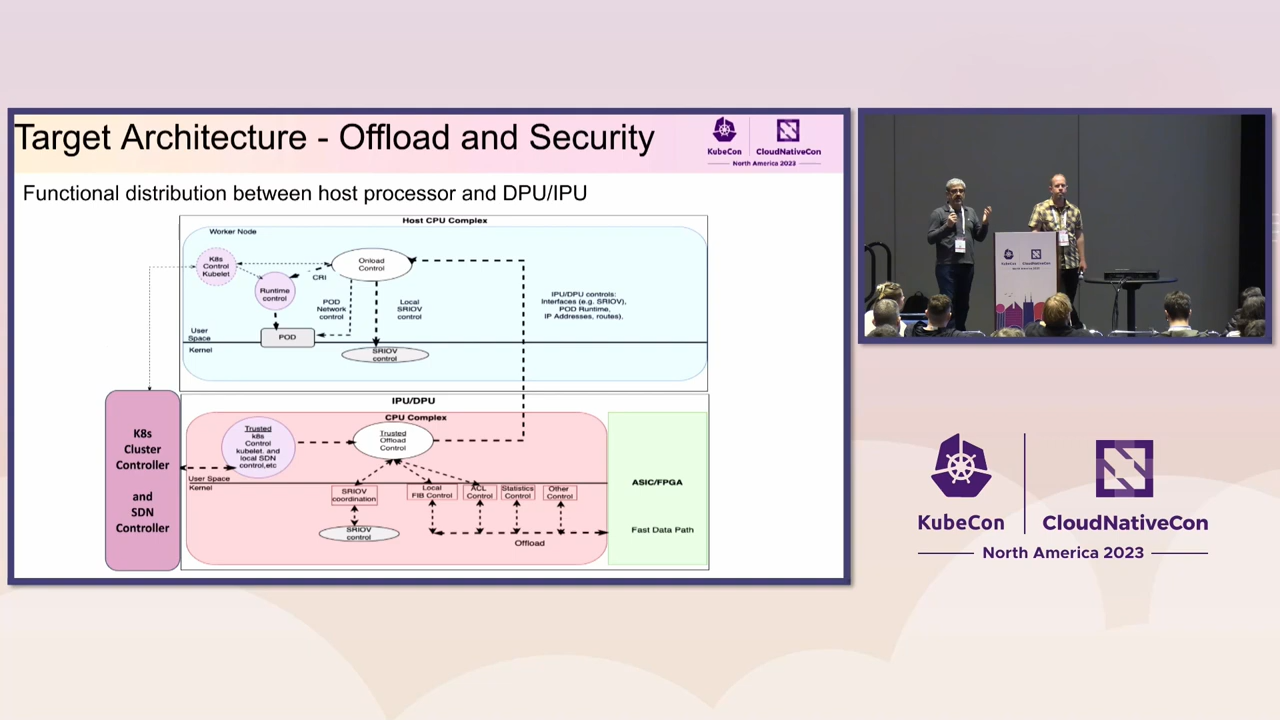 Target Architecture - Offload and Security
KubeCon
CloudNativeCon
North America 2023
Functional distribution between host processor and DPU/IPU
Host CPU Complex
Worker Node
K8s
Control
Kubelet
CRI
Onload
Control
Runtime
control
POD
Network
control
Local
SRIOV
control
IPU/DPU controls:
Interfaces (e.g. SRIOV),
POD Runtime,
IP Addresses, routes),
User
Space
POD
Kernel
SRIOV
control
IPU/DPU
CPU Complex
K8s
Cluster
Controller
and
SDN
Controller
Trusted
k8s
Control
kubelet. and
local SDN
control,etc
Trusted
Offload
Control
User Space
Kernel
SRIOV
coordination
Local
FIB Control
ACL
Control
Statistics
Control
Other
Control
ASIC/FPGA
SRIOV
control
Offload
Fast Data Path
KubeCon
CloudNativeCon
KubeCon
CloudNativeCon
North America 2023